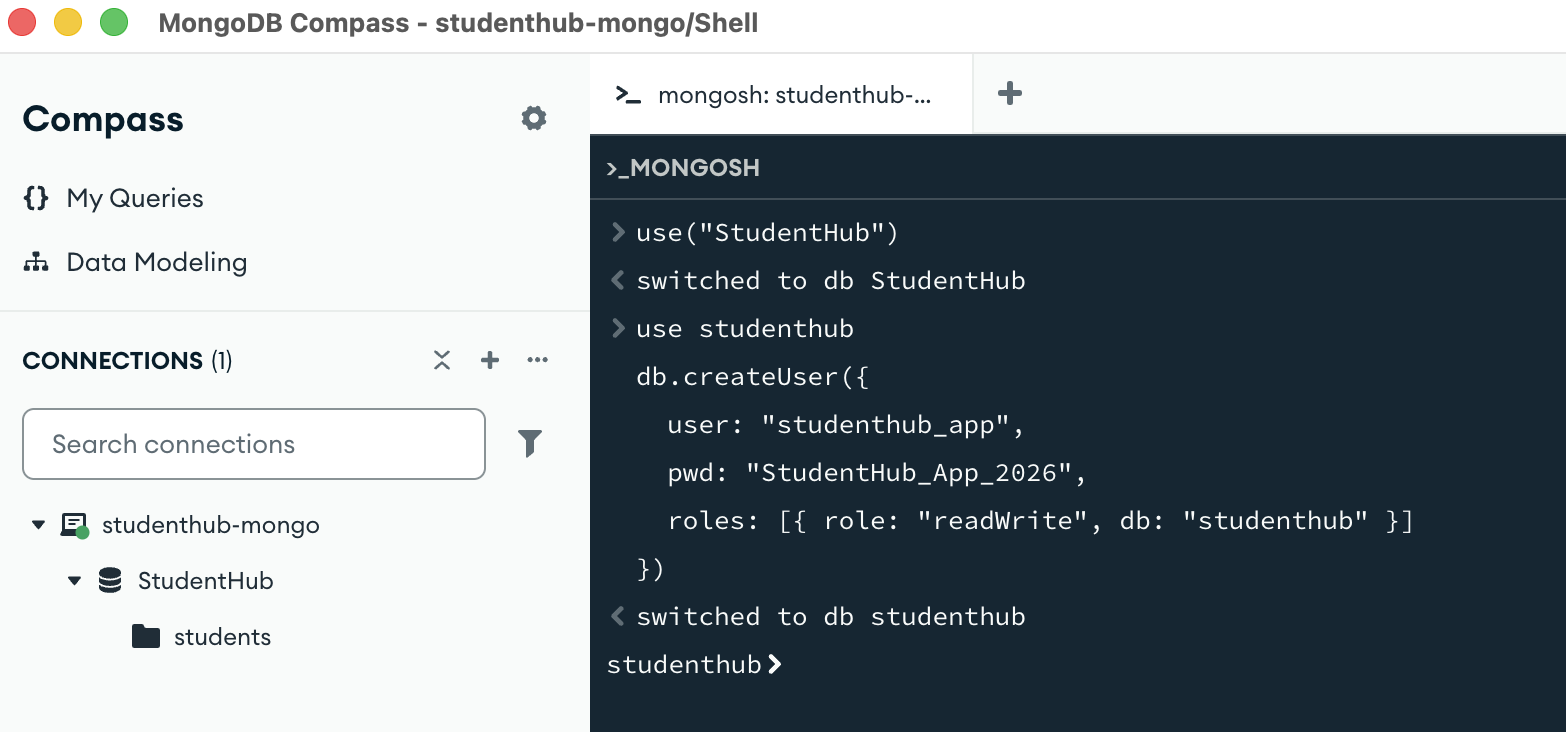 MongoDB Compass - studenthub-mongo/Shell
Compass
My Queries
Data Modeling
CONNECTIONS (1)
Search connections
studenthub-mongo
StudentHub
students
>_ mongosh: studenthub-...
>_MONGOSH
> use("StudentHub")
< switched to db StudentHub
> use studenthub
db.createUser({
  user: "studenthub_app",
  pwd: "StudentHub_App_2026",
  roles: [{ role: "readWrite", db: "studenthub" }]
})
< switched to db studenthub
studenthub>